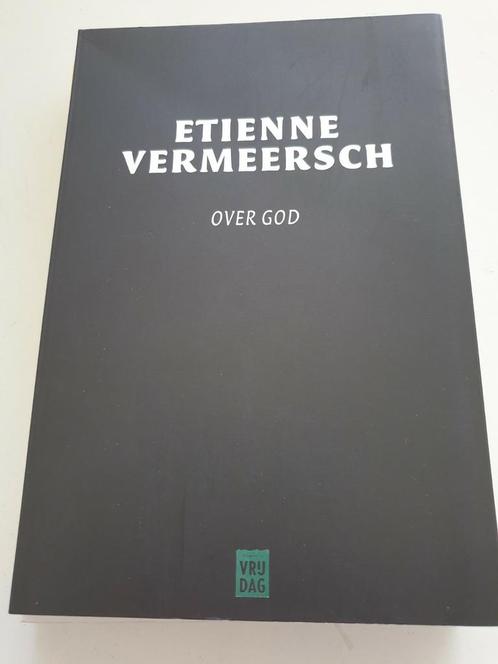 ETIENNE
VERMEERSCH
OVER GOD
VRIJ
DAG